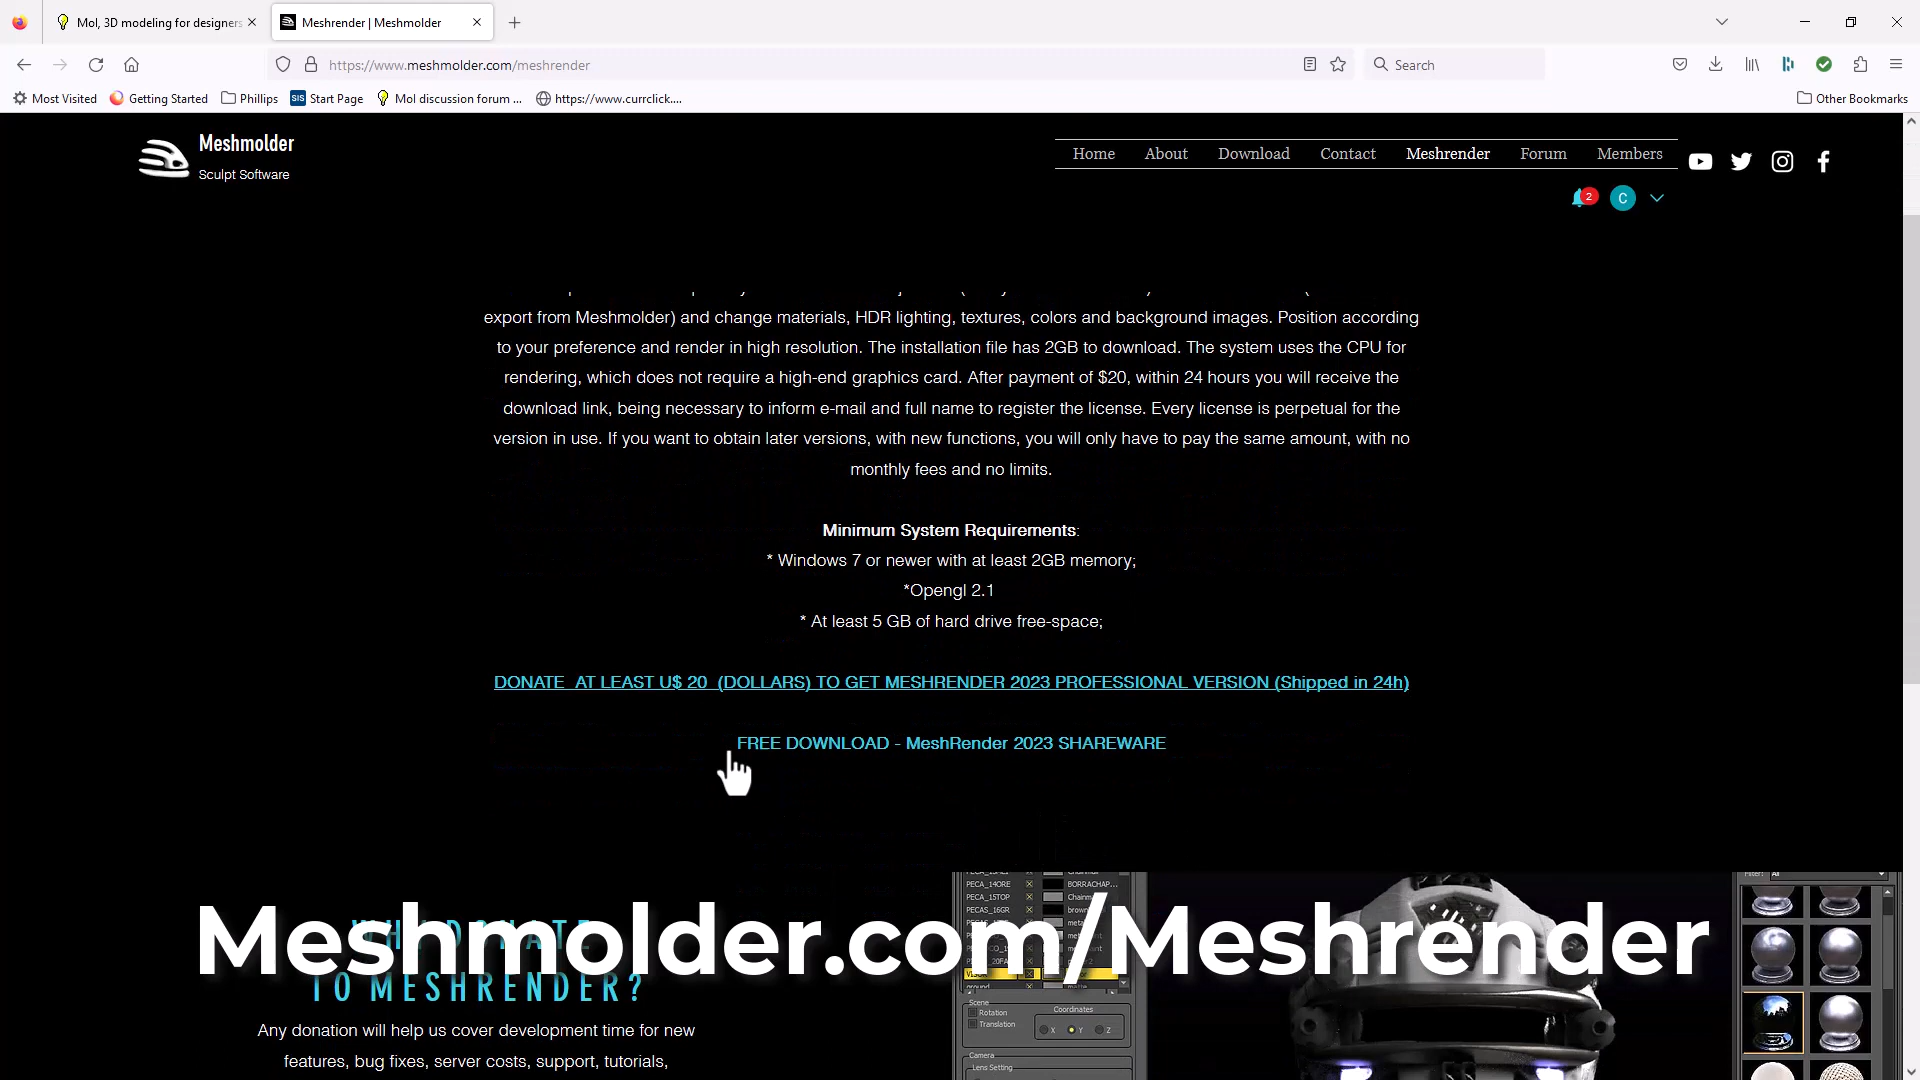 MoI, 3D modeling for designers
Meshrender | Meshmolder
https://www.meshmolder.com/meshrender
Search
Most Visited
Getting Started
Phillips
SIS
Start Page
MoI discussion forum ...
https://www.currclick....
Other Bookmarks
Meshmolder
Sculpt Software
Home
About
Download
Contact
Meshrender
Forum
Members
2
C
export from Meshmolder) and change materials, HDR lighting, textures, colors and background images. Position according
to your preference and render in high resolution. The installation file has 2GB to download. The system uses the CPU for
rendering, which does not require a high-end graphics card. After payment of $20, within 24 hours you will receive the
download link, being necessary to inform e-mail and full name to register the license. Every license is perpetual for the
version in use. If you want to obtain later versions, with new functions, you will only have to pay the same amount, with no
monthly fees and no limits.
Minimum System Requirements:
* Windows 7 or newer with at least 2GB memory;
*Opengl 2.1
* At least 5 GB of hard drive free-space;
DONATE AT LEAST U$ 20 (DOLLARS) TO GET MESHRENDER 2023 PROFESSIONAL VERSION (Shipped in 24h)
FREE DOWNLOAD - MeshRender 2023 SHAREWARE
Meshmolder.com/Meshrender
TO MESHRENDER?
Any donation will help us cover development time for new
features, bug fixes, server costs, support, tutorials,
PECA_14ORE
BORRACHAP...
PECA_15TOP
Chainm
PECAS_16GR
brown
ground
matte
Scene
Rotation
Translation
Coordinates
X
Y
Z
Camera
Lens Setting
Filter:
All